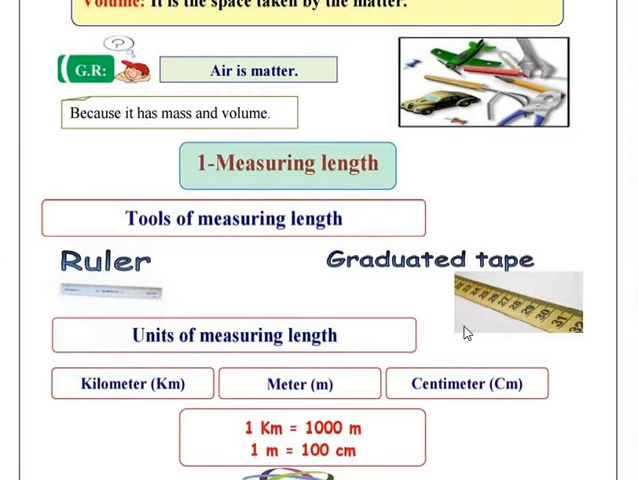 Volume: It is the space taken by the matter.
G.R:
Air is matter.
Because it has mass and volume.
1-Measuring length
Tools of measuring length
Ruler
Graduated tape
Units of measuring length
Kilometer (Km)
Meter (m)
Centimeter (Cm)
1 Km = 1000 m
1 m = 100 cm